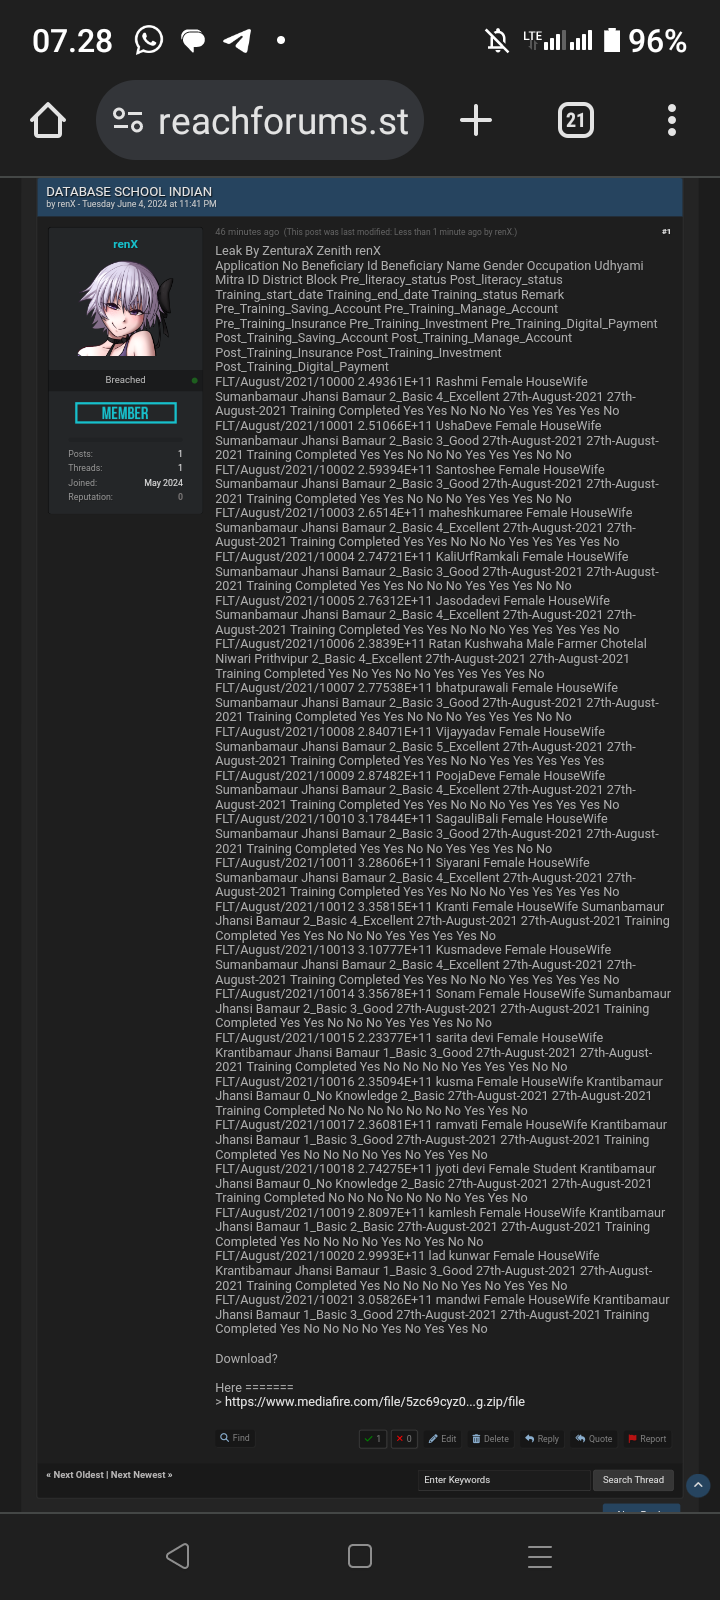 07.28
LTE
96%
reachforums.st
21
DATABASE SCHOOL INDIAN
by renX - Tuesday June 4, 2024 at 11:41 PM
renX
Breached
MEMBER
Posts: 1
Threads: 1
Joined: May 2024
Reputation: 0
46 minutes ago (This post was last modified: Less than 1 minute ago by renX.) #1
Leak By ZenturaX Zenith renX
Application No Beneficiary Id Beneficiary Name Gender Occupation Udhyami
Mitra ID District Block Pre_literacy_status Post_literacy_status
Training_start_date Training_end_date Training_status Remark
Pre_Training_Saving_Account Pre_Training_Manage_Account
Pre_Training_Insurance Pre_Training_Investment Pre_Training_Digital_Payment
Post_Training_Saving_Account Post_Training_Manage_Account
Post_Training_Insurance Post_Training_Investment
Post_Training_Digital_Payment
FLT/August/2021/10000 2.49361E+11 Rashmi Female HouseWife
Sumanbamaur Jhansi Bamaur 2_Basic 4_Excellent 27th-August-2021 27th-
August-2021 Training Completed Yes Yes No No No Yes Yes Yes Yes No
FLT/August/2021/10001 2.51066E+11 UshaDeve Female HouseWife
Sumanbamaur Jhansi Bamaur 2_Basic 3_Good 27th-August-2021 27th-August-
2021 Training Completed Yes Yes No No No Yes Yes Yes No No
FLT/August/2021/10002 2.59394E+11 Santoshee Female HouseWife
Sumanbamaur Jhansi Bamaur 2_Basic 3_Good 27th-August-2021 27th-August-
2021 Training Completed Yes Yes No No No Yes Yes Yes No No
FLT/August/2021/10003 2.6514E+11 maheshkumaree Female HouseWife
Sumanbamaur Jhansi Bamaur 2_Basic 4_Excellent 27th-August-2021 27th-
August-2021 Training Completed Yes Yes No No No Yes Yes Yes Yes No
FLT/August/2021/10004 2.74721E+11 KaliUrfRamkali Female HouseWife
Sumanbamaur Jhansi Bamaur 2_Basic 3_Good 27th-August-2021 27th-August-
2021 Training Completed Yes Yes No No No Yes Yes Yes No No
FLT/August/2021/10005 2.76312E+11 Jasodadevi Female HouseWife
Sumanbamaur Jhansi Bamaur 2_Basic 4_Excellent 27th-August-2021 27th-
August-2021 Training Completed Yes Yes No No No Yes Yes Yes Yes No
FLT/August/2021/10006 2.3839E+11 Ratan Kushwaha Male Farmer Chotelal
Niwari Prithvipur 2_Basic 4_Excellent 27th-August-2021 27th-August-2021
Training Completed Yes No Yes No No Yes Yes Yes Yes No
FLT/August/2021/10007 2.77538E+11 bhatpurawali Female HouseWife
Sumanbamaur Jhansi Bamaur 2_Basic 3_Good 27th-August-2021 27th-August-
2021 Training Completed Yes Yes No No No Yes Yes Yes No No
FLT/August/2021/10008 2.84071E+11 Vijayyadav Female HouseWife
Sumanbamaur Jhansi Bamaur 2_Basic 5_Excellent 27th-August-2021 27th-
August-2021 Training Completed Yes Yes No No Yes Yes Yes Yes Yes
FLT/August/2021/10009 2.87482E+11 PoojaDeve Female HouseWife
Sumanbamaur Jhansi Bamaur 2_Basic 4_Excellent 27th-August-2021 27th-
August-2021 Training Completed Yes Yes No No No Yes Yes Yes Yes No
FLT/August/2021/10010 3.17844E+11 SagauliBali Female HouseWife
Sumanbamaur Jhansi Bamaur 2_Basic 3_Good 27th-August-2021 27th-August-
2021 Training Completed Yes Yes No No Yes Yes Yes No No
FLT/August/2021/10011 3.28606E+11 Siyarani Female HouseWife
Sumanbamaur Jhansi Bamaur 2_Basic 4_Excellent 27th-August-2021 27th-
August-2021 Training Completed Yes Yes No No No Yes Yes Yes Yes No
FLT/August/2021/10012 3.35815E+11 Kranti Female HouseWife Sumanbamaur
Jhansi Bamaur 2_Basic 4_Excellent 27th-August-2021 27th-August-2021 Training
Completed Yes Yes No No No Yes Yes Yes Yes No
FLT/August/2021/10013 3.10777E+11 Kusmadeve Female HouseWife
Sumanbamaur Jhansi Bamaur 2_Basic 4_Excellent 27th-August-2021 27th-
August-2021 Training Completed Yes Yes No No No Yes Yes Yes Yes No
FLT/August/2021/10014 3.35678E+11 Sonam Female HouseWife Sumanbamaur
Jhansi Bamaur 2_Basic 3_Good 27th-August-2021 27th-August-2021 Training
Completed Yes Yes No No No Yes Yes Yes No No
FLT/August/2021/10015 2.23377E+11 sarita devi Female HouseWife
Krantibamaur Jhansi Bamaur 1_Basic 3_Good 27th-August-2021 27th-August-
2021 Training Completed Yes No No No No Yes Yes Yes No No
FLT/August/2021/10016 2.35094E+11 kusma Female HouseWife Krantibamaur
Jhansi Bamaur 0_No Knowledge 2_Basic 27th-August-2021 27th-August-2021
Training Completed No No No No No No No Yes Yes No
FLT/August/2021/10017 2.36081E+11 ramvati Female HouseWife Krantibamaur
Jhansi Bamaur 1_Basic 3_Good 27th-August-2021 27th-August-2021 Training
Completed Yes No No No No Yes No Yes Yes No
FLT/August/2021/10018 2.74275E+11 jyoti devi Female Student Krantibamaur
Jhansi Bamaur 0_No Knowledge 2_Basic 27th-August-2021 27th-August-2021
Training Completed No No No No No No No Yes Yes No
FLT/August/2021/10019 2.8097E+11 kamlesh Female HouseWife Krantibamaur
Jhansi Bamaur 1_Basic 2_Basic 27th-August-2021 27th-August-2021 Training
Completed Yes No No No No Yes No Yes No No
FLT/August/2021/10020 2.9993E+11 lad kunwar Female HouseWife
Krantibamaur Jhansi Bamaur 1_Basic 3_Good 27th-August-2021 27th-August-
2021 Training Completed Yes No No No No Yes No Yes Yes No
FLT/August/2021/10021 3.05826E+11 mandwi Female HouseWife Krantibamaur
Jhansi Bamaur 1_Basic 3_Good 27th-August-2021 27th-August-2021 Training
Completed Yes No No No No Yes No Yes Yes No
Download?
Here =======
> https://www.mediafire.com/file/5zc69cyz0...g.zip/file
Find 1 0 Edit Delete Reply Quote Report
« Next Oldest | Next Newest »
Enter Keywords Search Thread